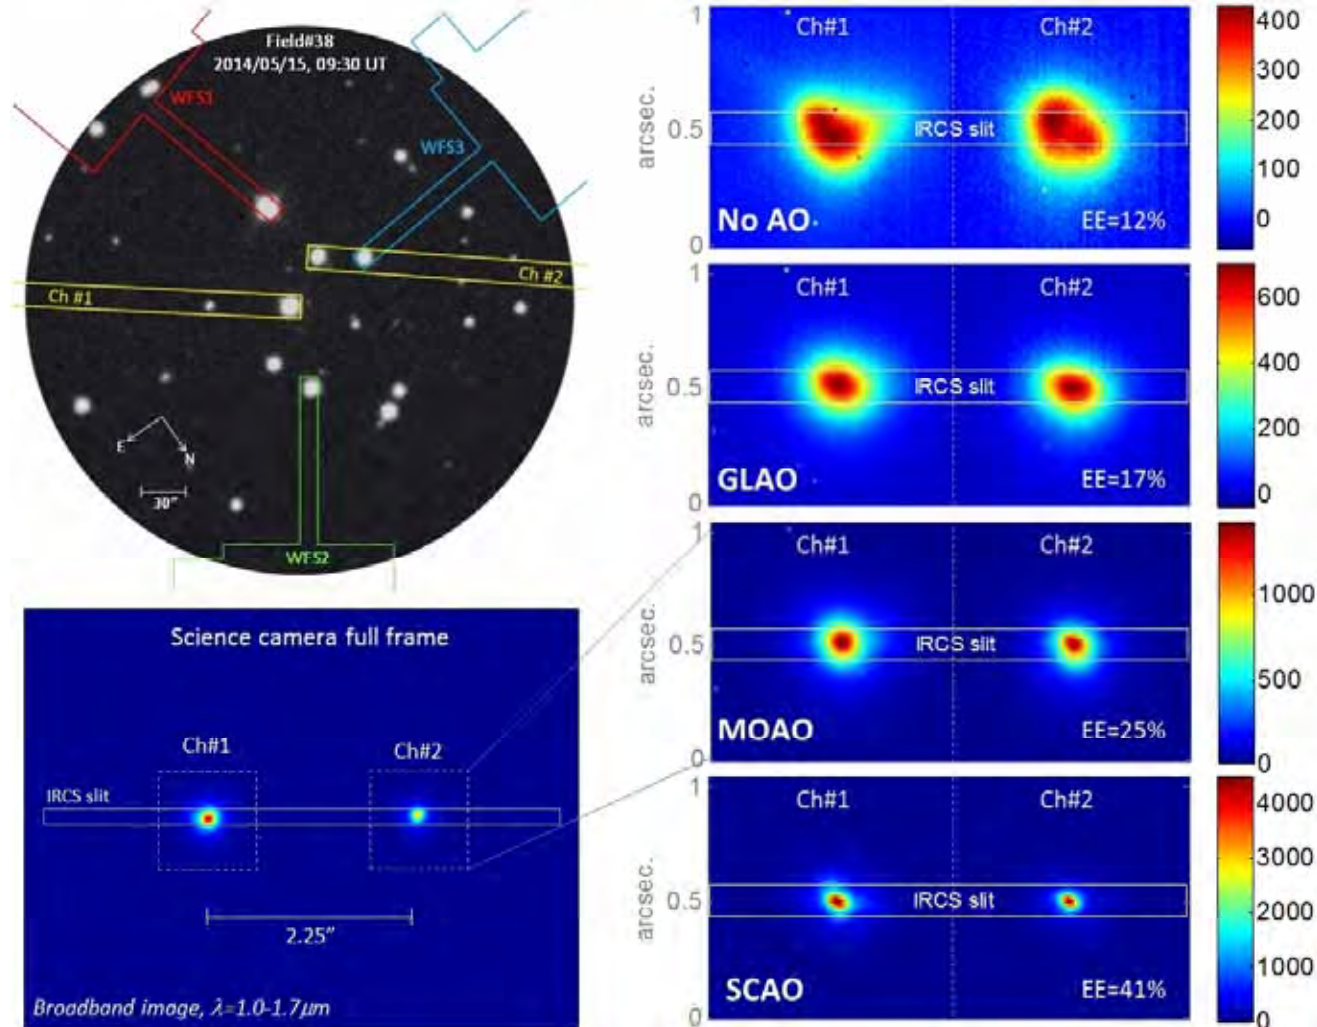 Field#38
2014/05/15, 09:30 UT
WFS1
WFS3
Ch #2
Ch #1
E
N
30"
WFS2
Science camera full frame
Ch#1
Ch#2
IRCS slit
2.25"
Broadband image, λ=1.0-1.7μm
1
Ch#1
Ch#2
arcsec.
0.5
IRCS slit
No AO
EE=12%
0
400
300
200
100
0
1
Ch#1
Ch#2
arcsec.
0.5
IRCS slit
GLAO
EE=17%
0
600
400
200
0
1
Ch#1
Ch#2
arcsec.
0.5
IRCS slit
MOAO
EE=25%
0
1000
500
0
1
Ch#1
Ch#2
arcsec.
0.5
IRCS slit
SCAO
EE=41%
0
4000
3000
2000
1000
0